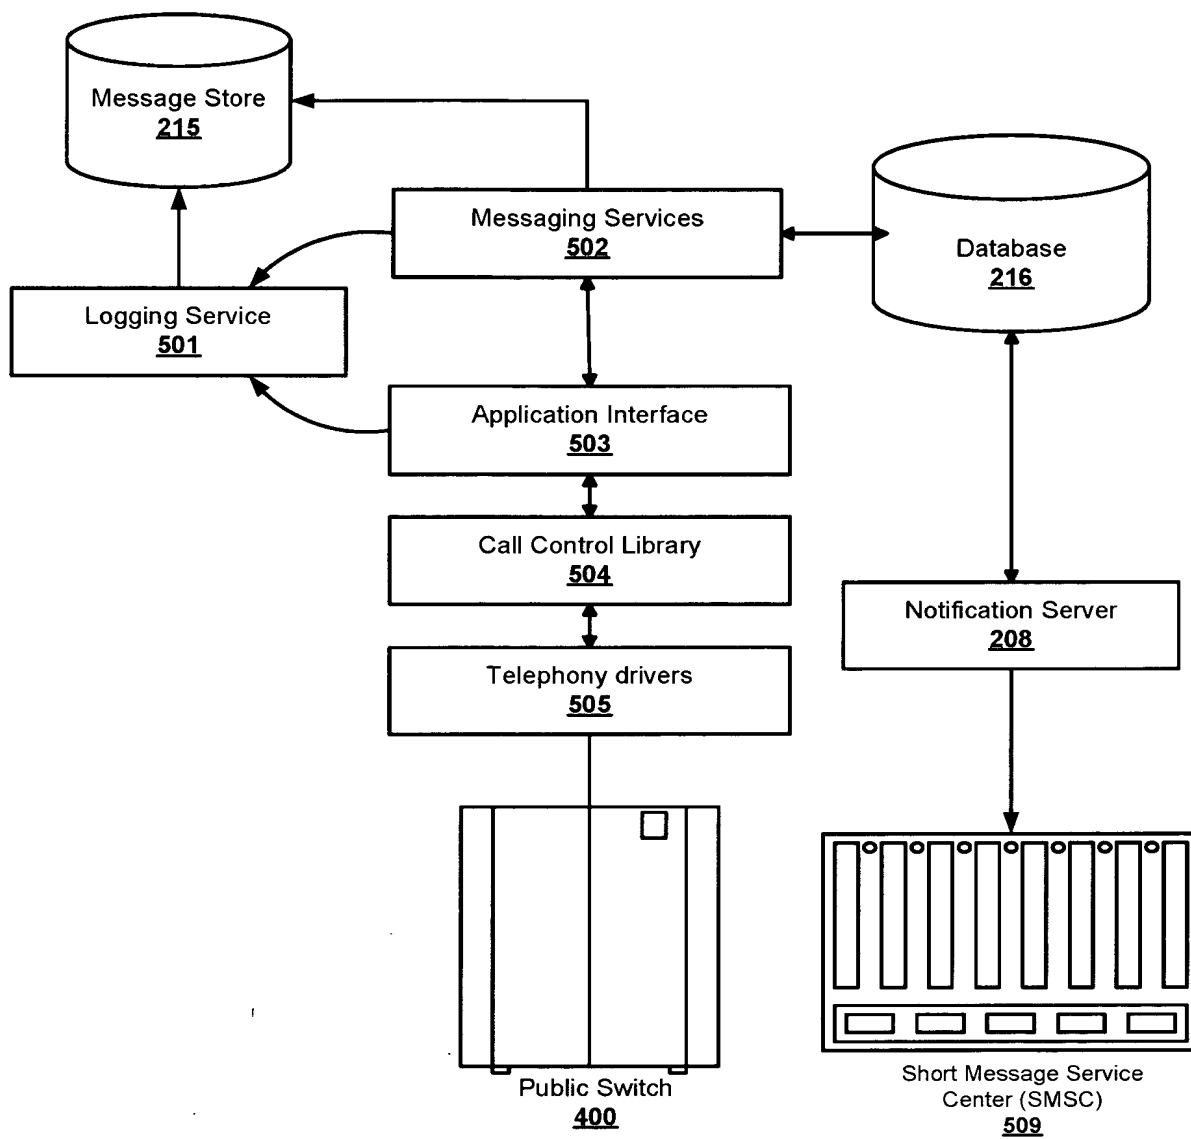 Message Store
215
Messaging Services
502
Database
216
Logging Service
501
Application Interface
503
Call Control Library
504
Notification Server
208
Telephony drivers
505
Public Switch
400
Short Message Service
Center (SMSC)
509